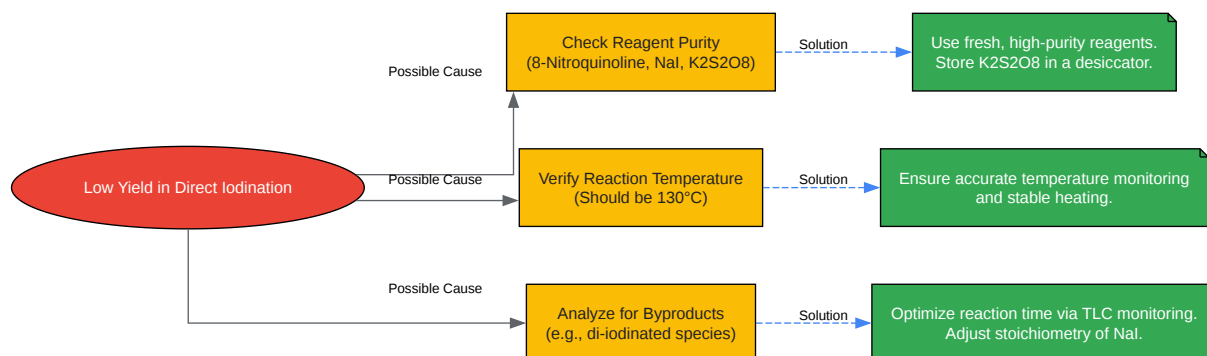 Check Reagent Purity
(8-Nitroquinoline, NaI, K2S2O8)
Solution
Use fresh, high-purity reagents.
Store K2S2O8 in a desiccator.
Possible Cause
Low Yield in Direct Iodination
Possible Cause
Verify Reaction Temperature
(Should be 130°C)
Solution
Ensure accurate temperature monitoring
and stable heating.
Possible Cause
Analyze for Byproducts
(e.g., di-iodinated species)
Solution
Optimize reaction time via TLC monitoring.
Adjust stoichiometry of NaI.